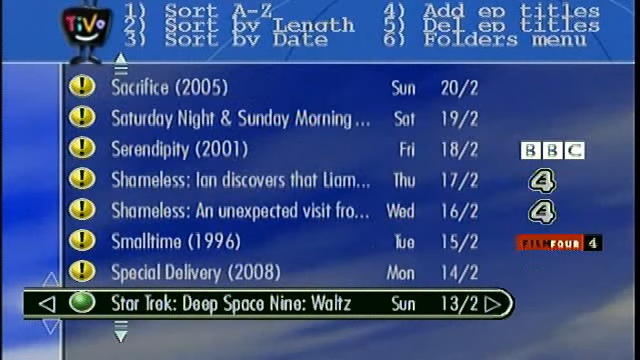 TiVo
1) Sort A-Z 4) Add ep titles
2) Sort by Length 5) Del ep titles
3) Sort by Date 6) Folders menu
Sacrifice (2005) Sun 20/2
Saturday Night & Sunday Morning ... Sat 19/2
Serendipity (2001) Fri 18/2 BBC
Shameless: Ian discovers that Liam... Thu 17/2 4
Shameless: An unexpected visit fro... Wed 16/2 4
Smalltime (1996) Tue 15/2 FILMFOUR 4
Special Delivery (2008) Mon 14/2
Star Trek: Deep Space Nine: Waltz Sun 13/2